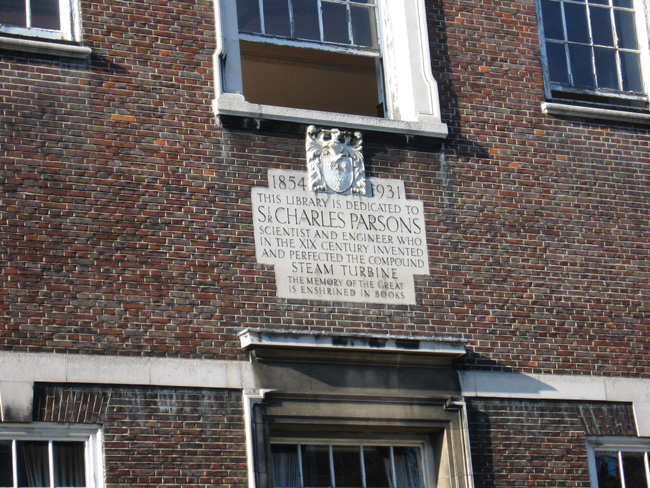 1854 1931
THIS LIBRARY IS DEDICATED TO
SR CHARLES PARSONS
SCIENTIST AND ENGINEER WHO
IN THE XIX CENTURY INVENTED
AND PERFECTED THE COMPOUND
STEAM TURBINE
THE MEMORY OF THE GREAT
IS ENSHRINED IN BOOKS